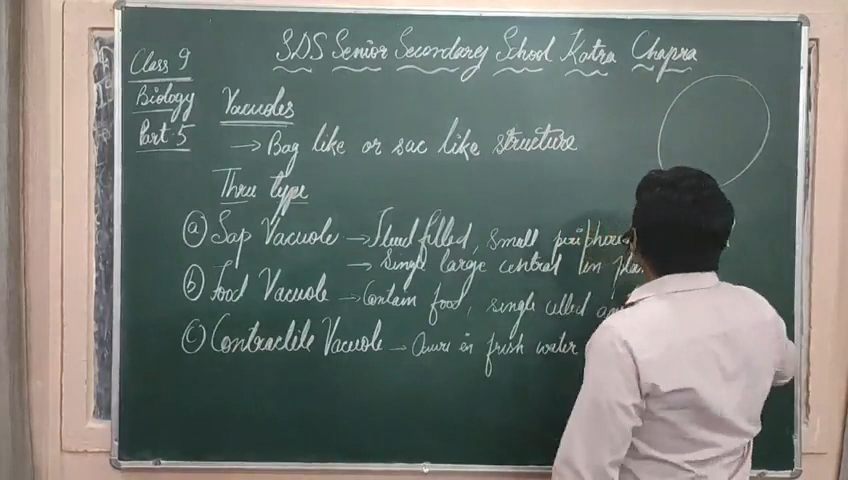 SDS Senior Secondary School Katra Chapra
Class 9
Biology
Part-5
Vacuoles
→ Bag like or sac like structure
Three type
(a) Sap Vacuole → Fluid filled, small
→ Single large central in
(b) Food Vacuole → Contain food, single celled
(c) Contractile Vacuole – Occurs in fresh water